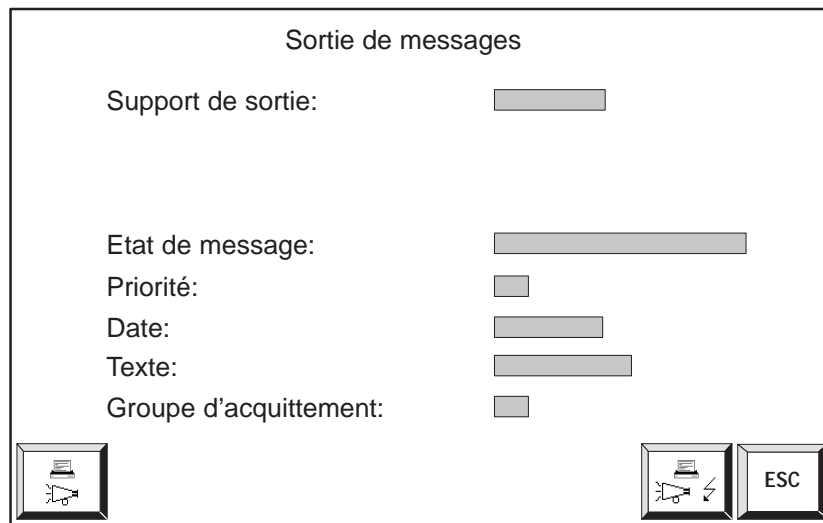 Sortie de messages
Support de sortie:
Etat de message:
Priorité:
Date:
Texte:
Groupe d'acquittement:
ESC